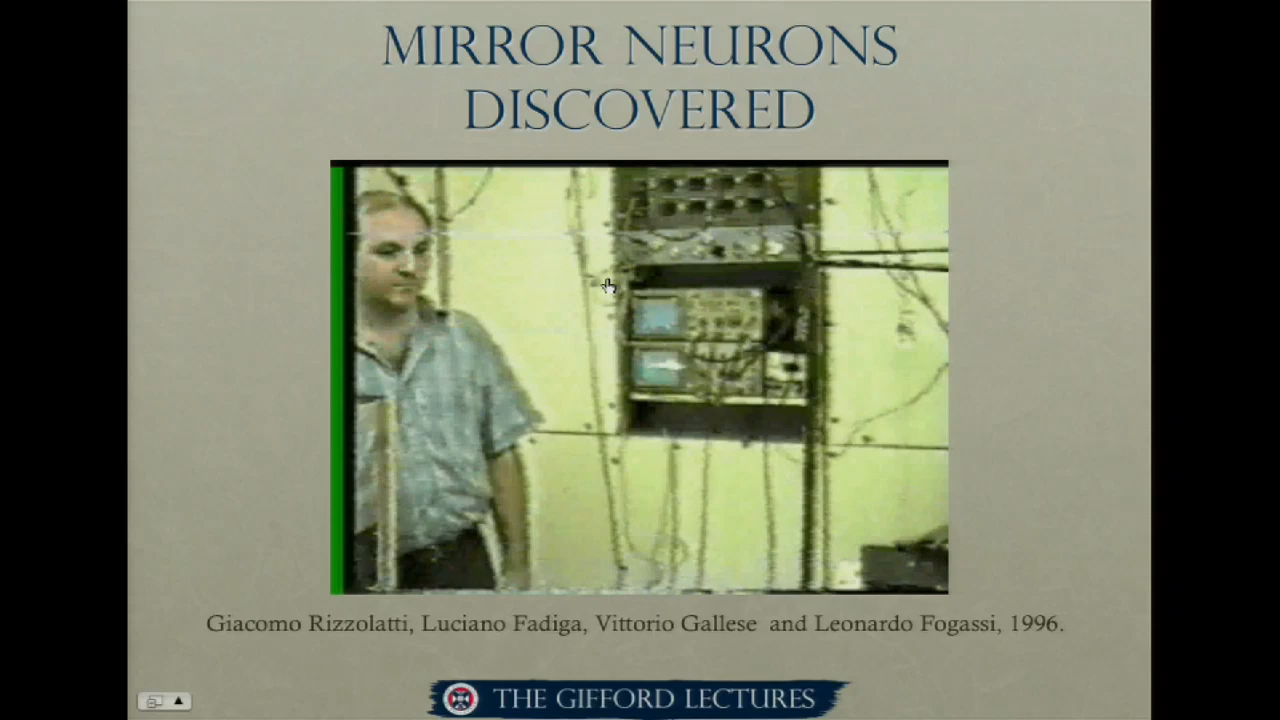 MIRROR NEURONS
DISCOVERED
Giacomo Rizzolatti, Luciano Fadiga, Vittorio Gallese and Leonardo Fogassi, 1996.
THE GIFFORD LECTURES